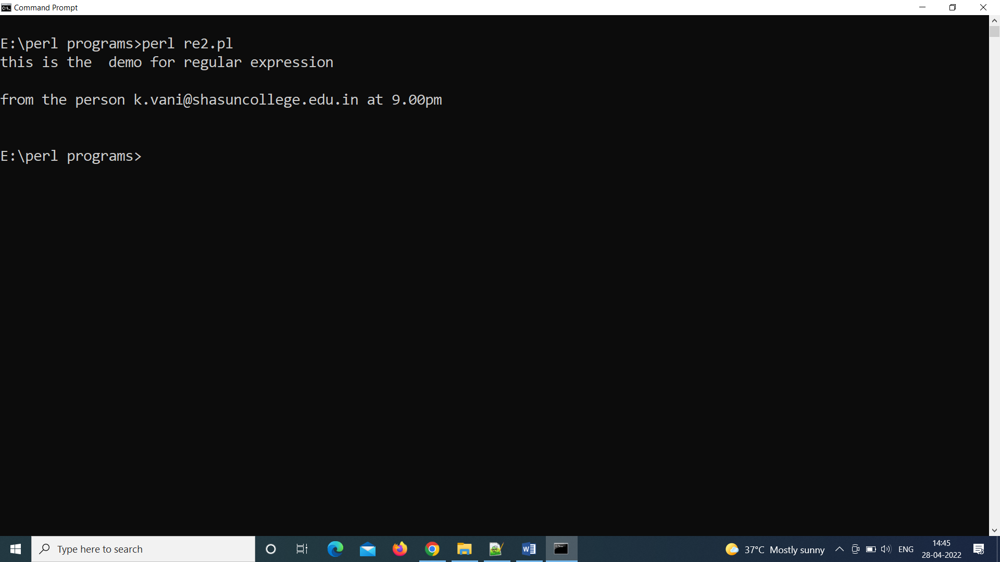 Command Prompt
E:\perl programs>perl re2.pl
this is the  demo for regular expression
from the person k.vani@shasuncollege.edu.in at 9.00pm
E:\perl programs>
Type here to search
37°C Mostly sunny
ENG
14:45
28-04-2022